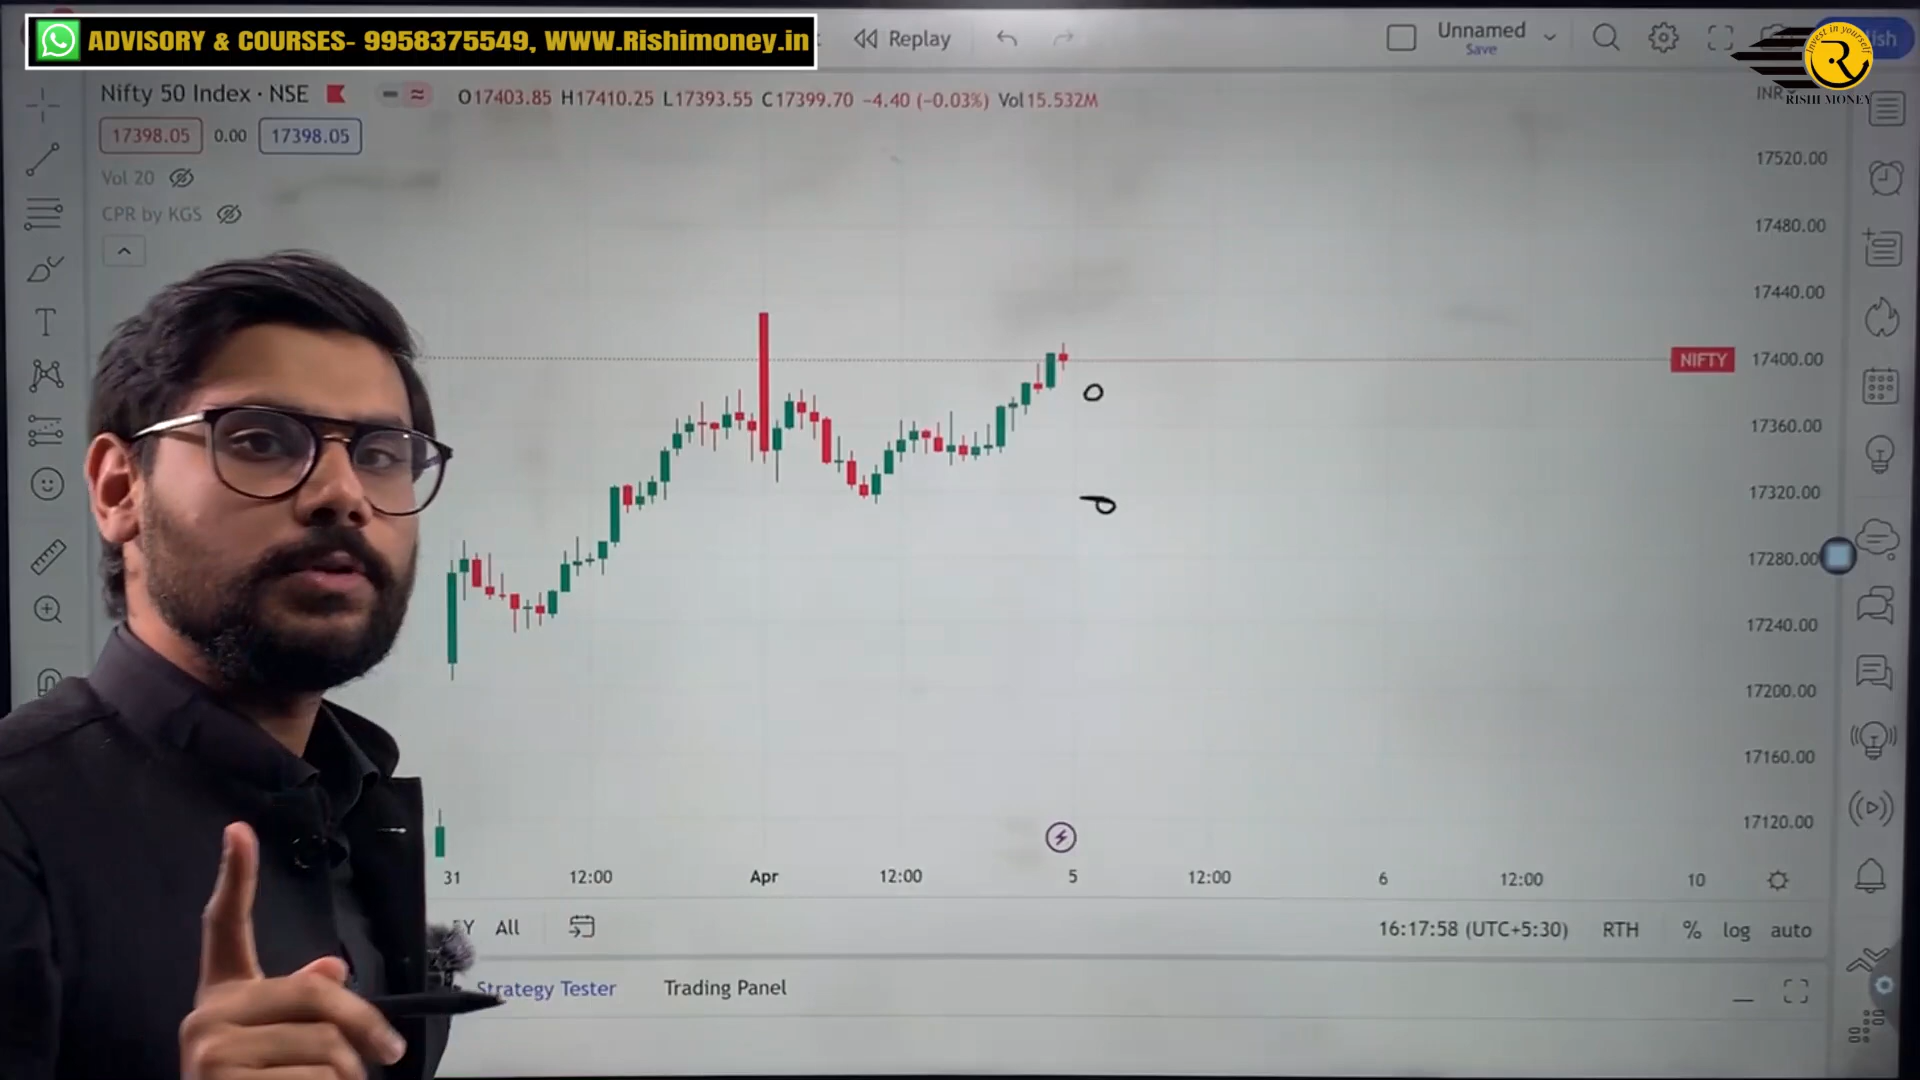 ADVISORY & COURSES- 9958375549, WWW.Rishimoney.in
Replay
Unnamed
Save
Invest in yourself
RISHI MONEY
Nifty 50 Index · NSE
O17403.85 H17410.25 L17393.55 C17399.70 −4.40 (−0.03%) Vol15.532M
INR
17398.05 0.00 17398.05
Vol 20
CPR by KGS
17520.00
17480.00
17440.00
NIFTY 17400.00
17360.00
17320.00
17280.00
17240.00
17200.00
17160.00
17120.00
31 12:00 Apr 12:00 5 12:00 6 12:00 10
Y All
16:17:58 (UTC+5:30) RTH % log auto
Strategy Tester Trading Panel